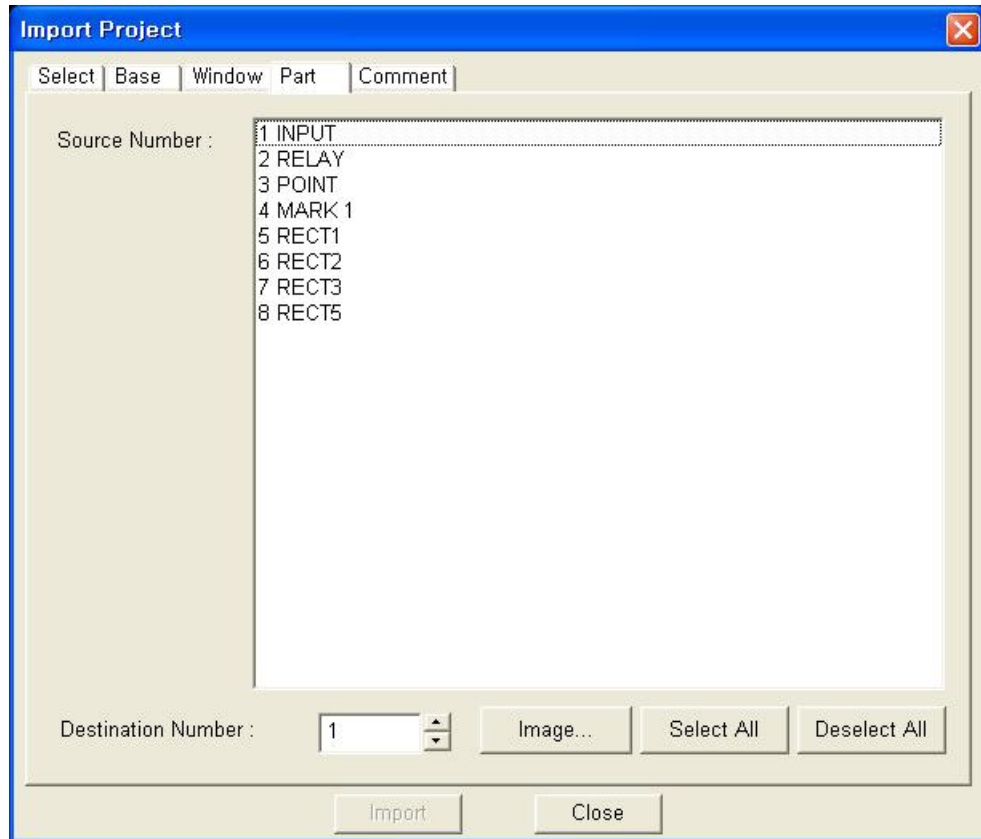 Import Project
Select Base Window Part Comment
Source Number :
1 INPUT
2 RELAY
3 POINT
4 MARK 1
5 RECT1
6 RECT2
7 RECT3
8 RECT5
Destination Number : 1 Image... Select All Deselect All
Import Close